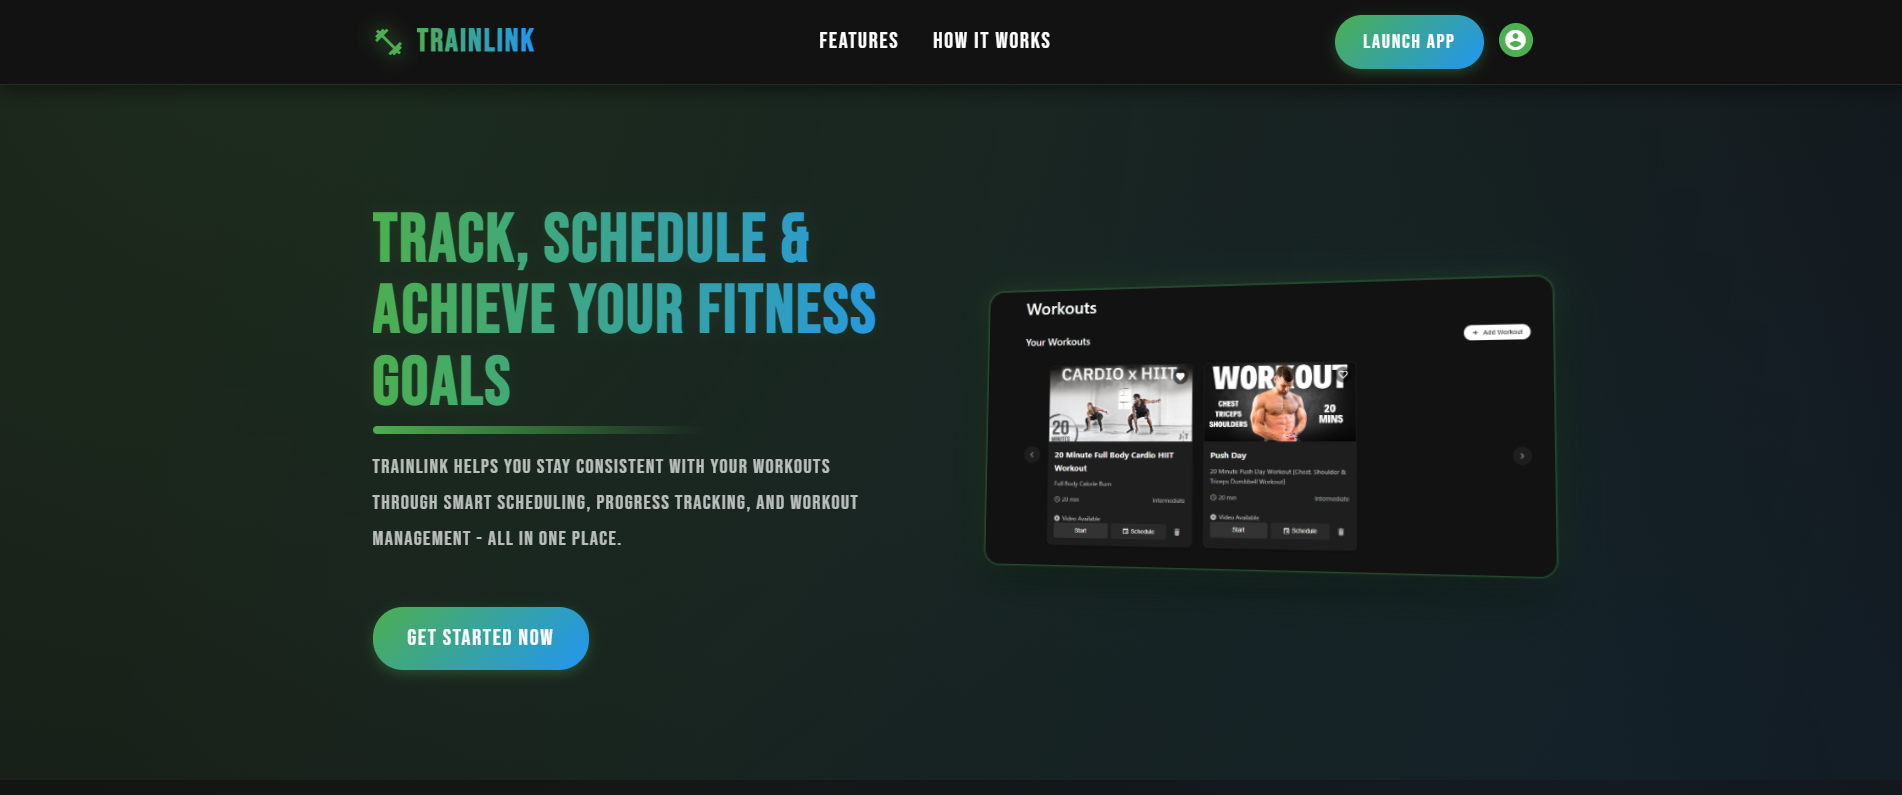 TRAINLINK
FEATURES
HOW IT WORKS
LAUNCH APP
TRACK, SCHEDULE &
ACHIEVE YOUR FITNESS
GOALS
TRAINLINK HELPS YOU STAY CONSISTENT WITH YOUR WORKOUTS
THROUGH SMART SCHEDULING, PROGRESS TRACKING, AND WORKOUT
MANAGEMENT - ALL IN ONE PLACE.
GET STARTED NOW
Workouts
+ Add Workout
Your Workouts
CARDIO x HIIT
20
MINUTES
20 Minute Full Body Cardio HIIT
Workout
Full Body Calorie Burn
20 min
Intermediate
Video Available
Start
Schedule
WORKOUT
CHEST
TRICEPS
SHOULDERS
20
MINS
Push Day
20 Minute Push Day Workout [Chest, Shoulder &
Triceps Dumbbell Workout]
20 min
Intermediate
Video Available
Start
Schedule